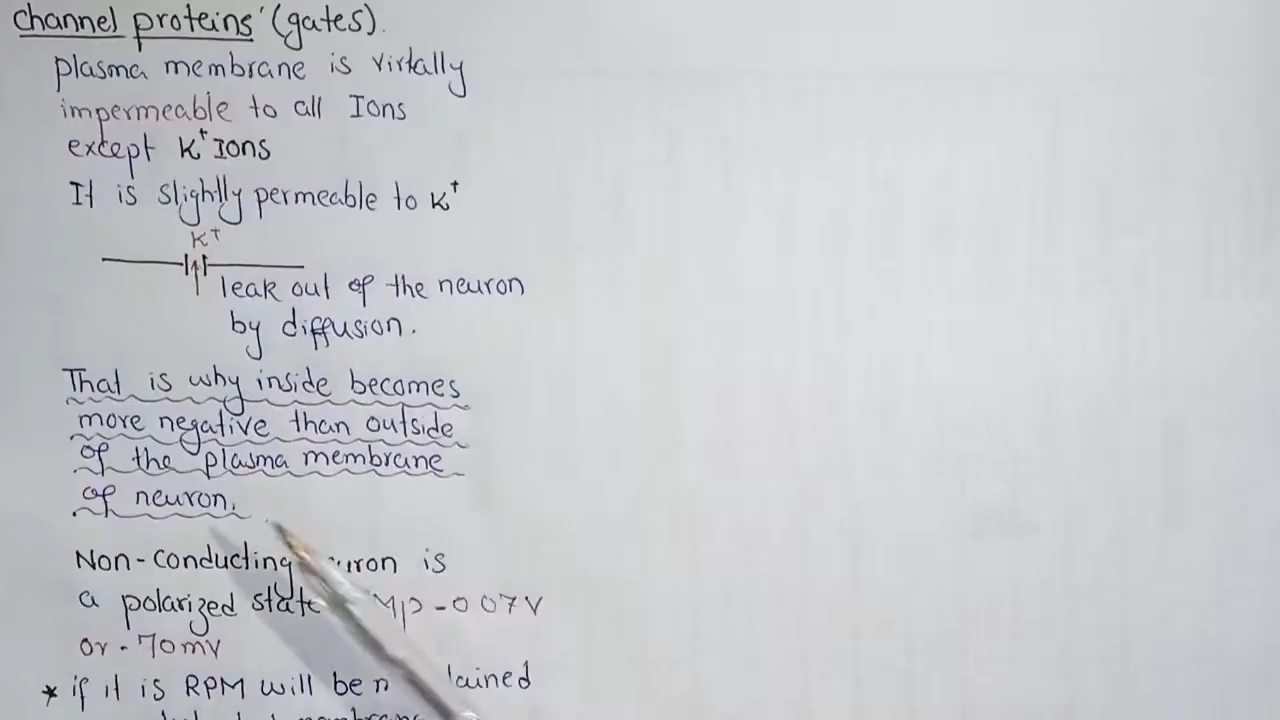 channel proteins (gates).
plasma membrane is virtally
impermeable to all Ions
except K+ Ions
It is slightly permeable to K+
K+
leak out of the neuron
by diffusion.
That is why inside becomes
more negative than outside
of the plasma membrane
of neuron.
Non-conducting is
a polarized state -007V
or -70mV
* if it is RPM will be